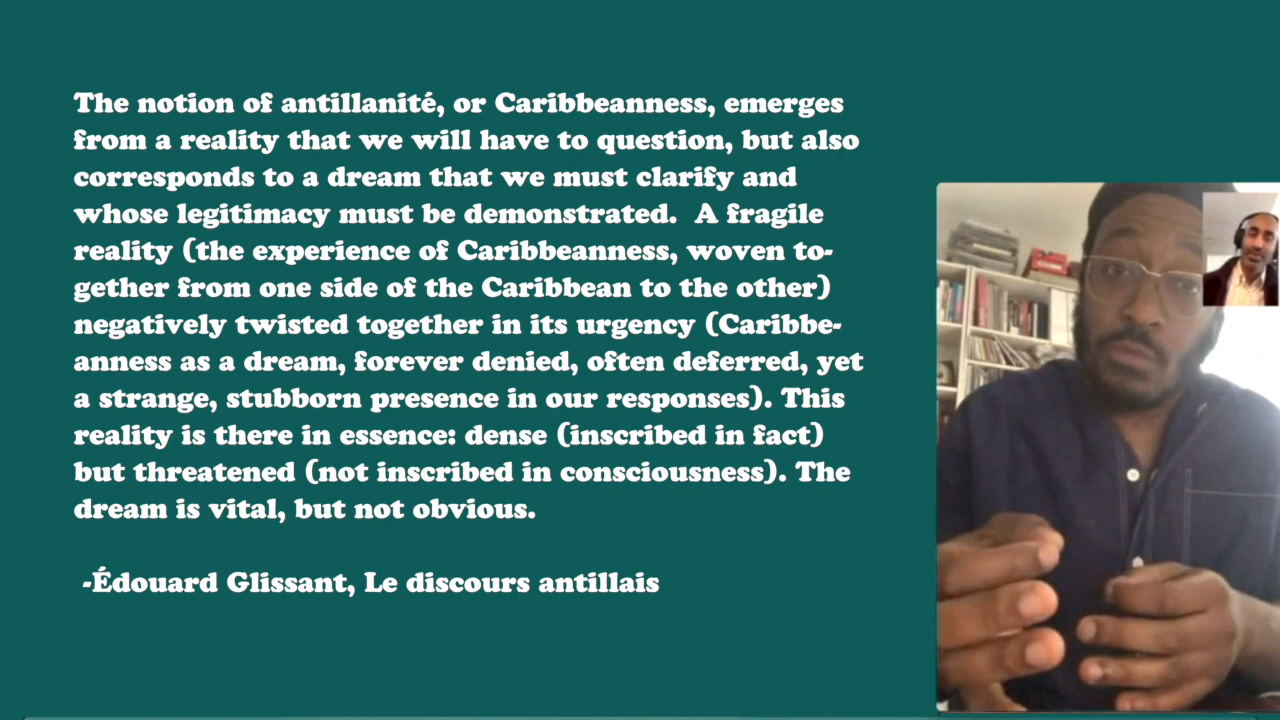 The notion of antillanité, or Caribbeanness, emerges
from a reality that we will have to question, but also
corresponds to a dream that we must clarify and
whose legitimacy must be demonstrated.  A fragile
reality (the experience of Caribbeanness, woven to-
gether from one side of the Caribbean to the other)
negatively twisted together in its urgency (Caribbe-
anness as a dream, forever denied, often deferred, yet
a strange, stubborn presence in our responses). This
reality is there in essence: dense (inscribed in fact)
but threatened (not inscribed in consciousness). The
dream is vital, but not obvious.
-Édouard Glissant, Le discours antillais